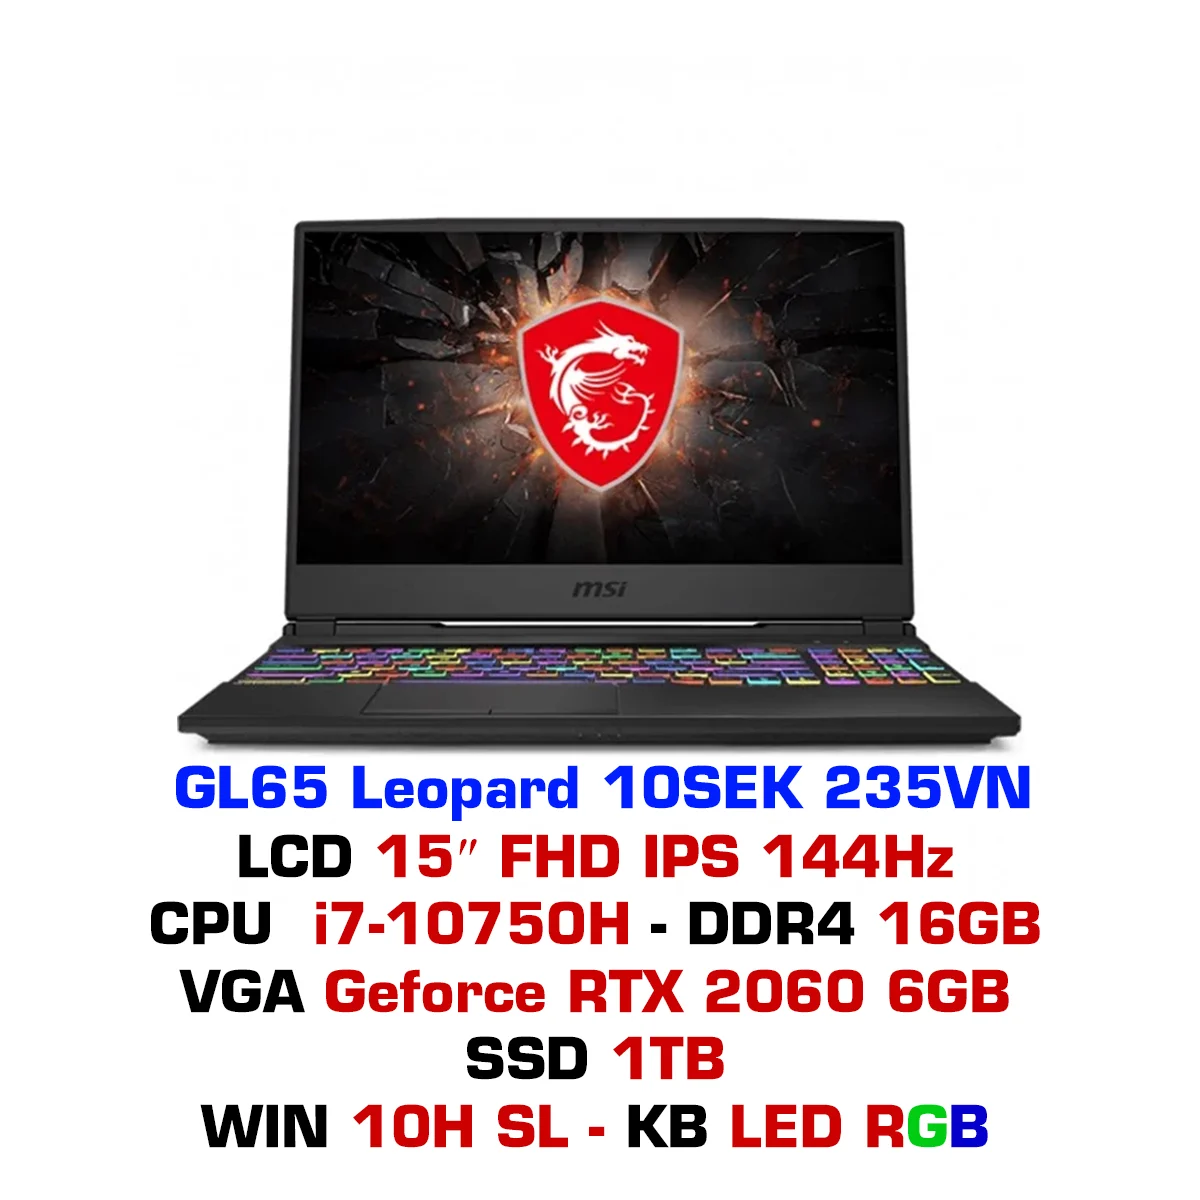 msi
GL65 Leopard 10SEK 235VN
LCD 15″ FHD IPS 144Hz
CPU i7-10750H - DDR4 16GB
VGA Geforce RTX 2060 6GB
SSD 1TB
WIN 10H SL - KB LED RGB